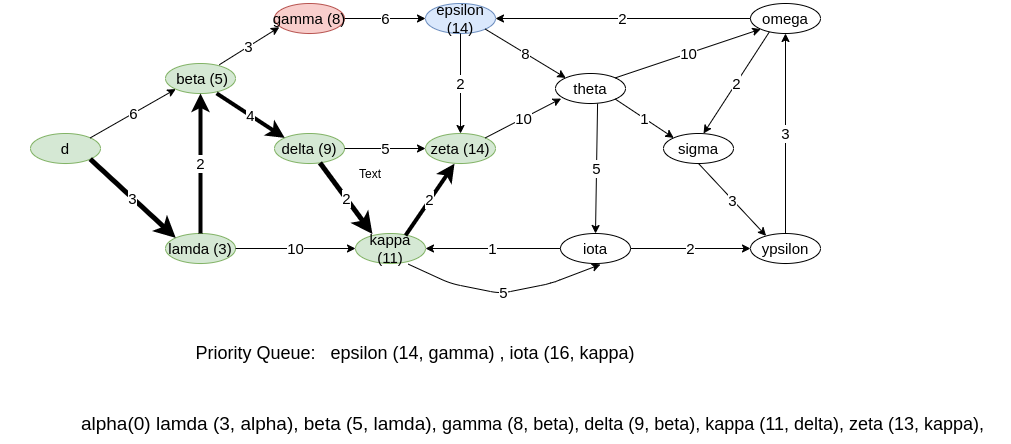 gamma (8)
6
epsilon
(14)
2
omega
3
beta (5)
8
10
6
4
2
theta
2
10
1
d
delta (9)
5
zeta (14)
sigma
3
2
Text
5
3
2
2
3
lamda (3)
10
kappa
(11)
1
iota
2
ypsilon
5
Priority Queue: epsilon (14, gamma) , iota (16, kappa)
alpha(0) lamda (3, alpha), beta (5, lamda), gamma (8, beta), delta (9, beta), kappa (11, delta), zeta (13, kappa),